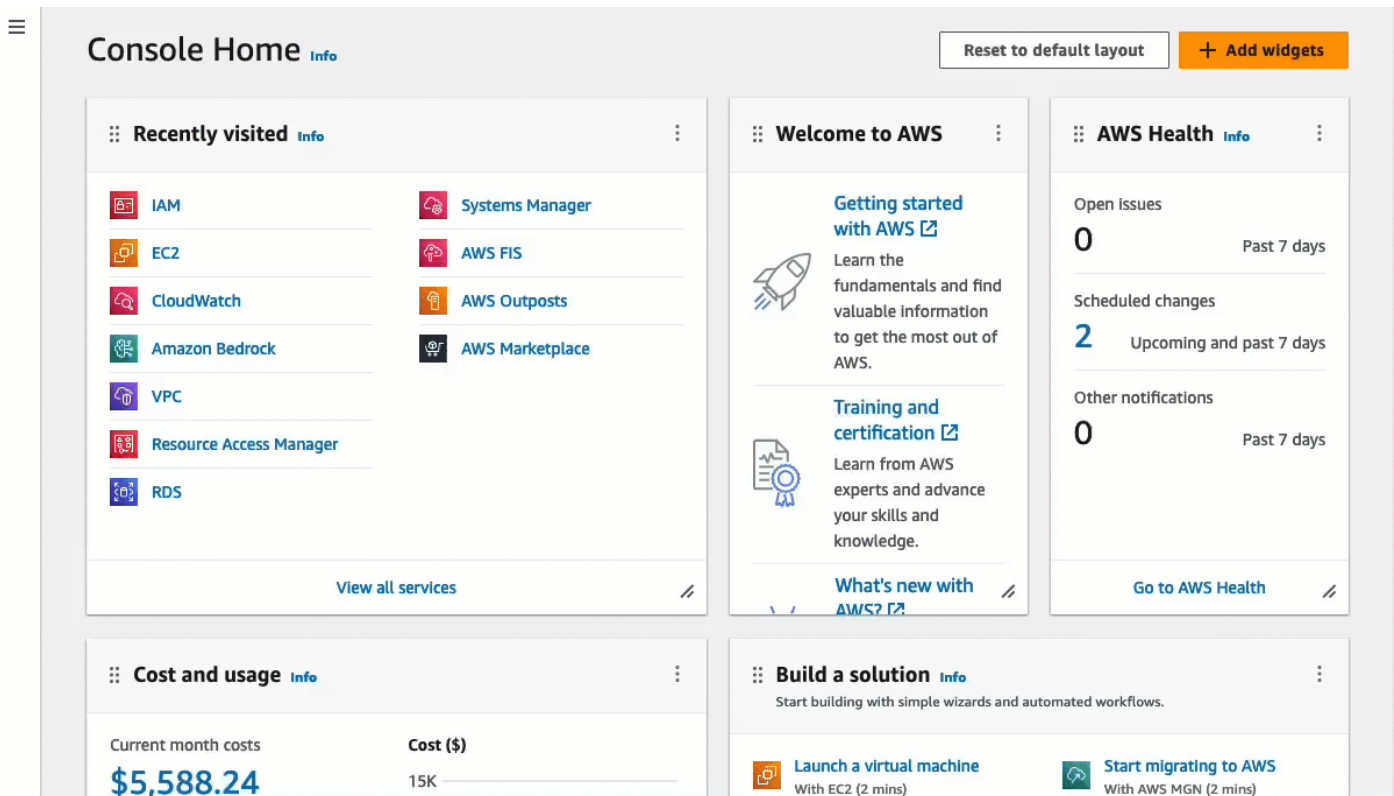 Console Home Info
Reset to default layout
+ Add widgets
Recently visited Info
IAM
EC2
CloudWatch
Amazon Bedrock
VPC
Resource Access Manager
RDS
Systems Manager
AWS FIS
AWS Outposts
AWS Marketplace
View all services
Welcome to AWS
Getting started
with AWS
Learn the
fundamentals and find
valuable information
to get the most out of
AWS.
Training and
certification
Learn from AWS
experts and advance
your skills and
knowledge.
What's new with
AWS?
AWS Health Info
Open issues
0 Past 7 days
Scheduled changes
2 Upcoming and past 7 days
Other notifications
0 Past 7 days
Go to AWS Health
Cost and usage Info
Current month costs
$5,588.24
Cost ($)
15K
Build a solution Info
Start building with simple wizards and automated workflows.
Launch a virtual machine
With EC2 (2 mins)
Start migrating to AWS
With AWS MGN (2 mins)